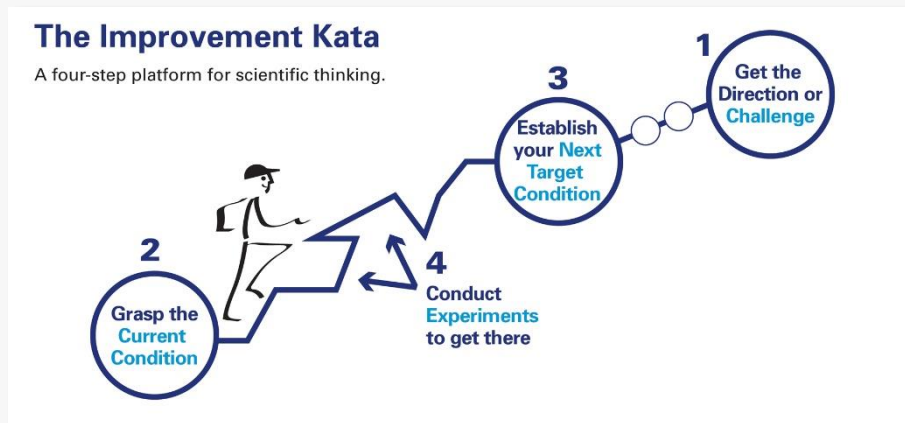 The Improvement Kata
A four-step platform for scientific thinking.
1
Get the
Direction or
Challenge
2
Grasp the
Current
Condition
3
Establish
your Next
Target
Condition
4
Conduct
Experiments
to get there